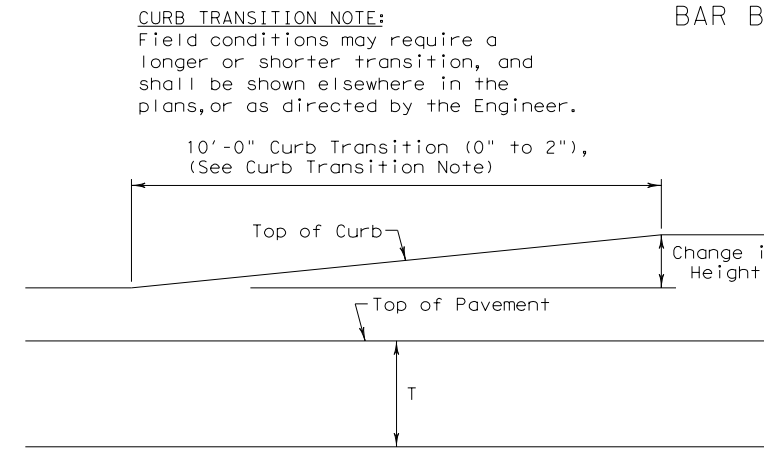 CURB TRANSITION NOTE:
Field conditions may require a
longer or shorter transition, and
shall be shown elsewhere in the
plans,or as directed by the Engineer.
BAR B
10'-0" Curb Transition (0" to 2"),
(See Curb Transition Note)
Top of Curb
Change i
Height
Top of Pavement
T